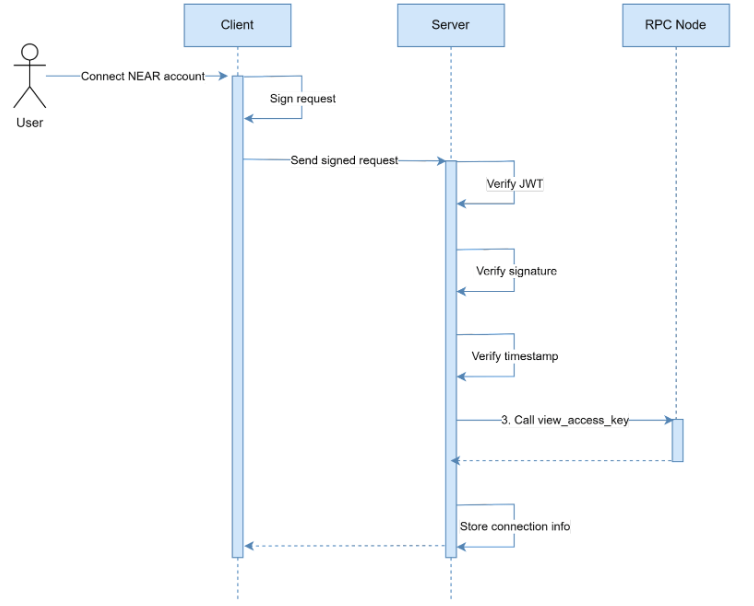 Client
Server
RPC Node
Connect NEAR account
User
Sign request
Send signed request
Verify JWT
Verify signature
Verify timestamp
3. Call view_access_key
Store connection info